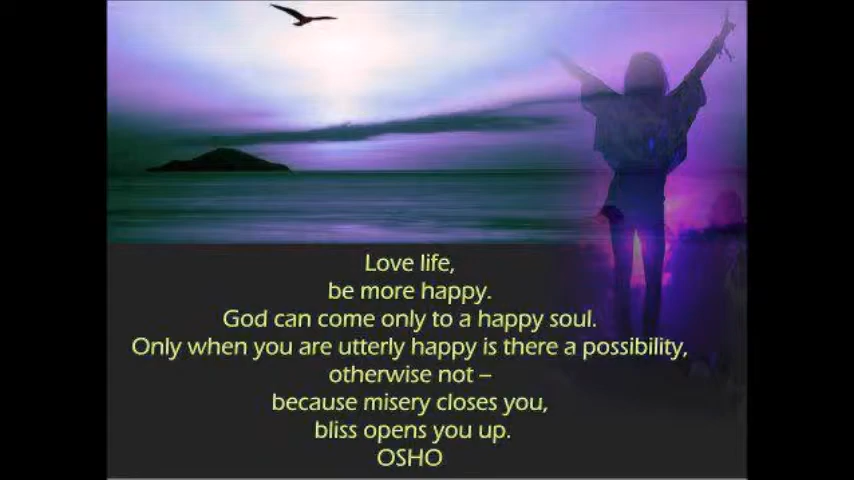 Love life,
be more happy.
God can come only to a happy soul.
Only when you are utterly happy is there a possibility,
otherwise not –
because misery closes you,
bliss opens you up.
OSHO